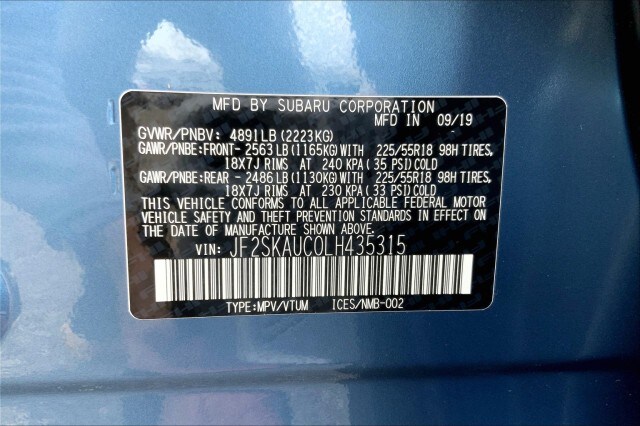 MFD BY SUBARU CORPORATION
MFD IN 09/19
GVWR/PNBV: 4891LB (2223KG)
GAWR/PNBE:FRONT- 2563LB(1165KG)WITH 225/55R18 98H TIRES,
18X7J RIMS AT 240 KPA(35 PSI)COLD
GAWR/PNBE:REAR - 2486LB(1130KG)WITH 225/55R18 98H TIRES,
18X7J RIMS AT 230 KPA(33 PSI)COLD
THIS VEHICLE CONFORMS TO ALL APPLICABLE FEDERAL MOTOR
VEHICLE SAFETY AND THEFT PREVENTION STANDARDS IN EFFECT ON
THE DATE OF MANUFACTURE SHOWN ABOVE.
VIN: JF2SKAUC0LH435315
TYPE:MPV/VTUM ICES/NMB-002